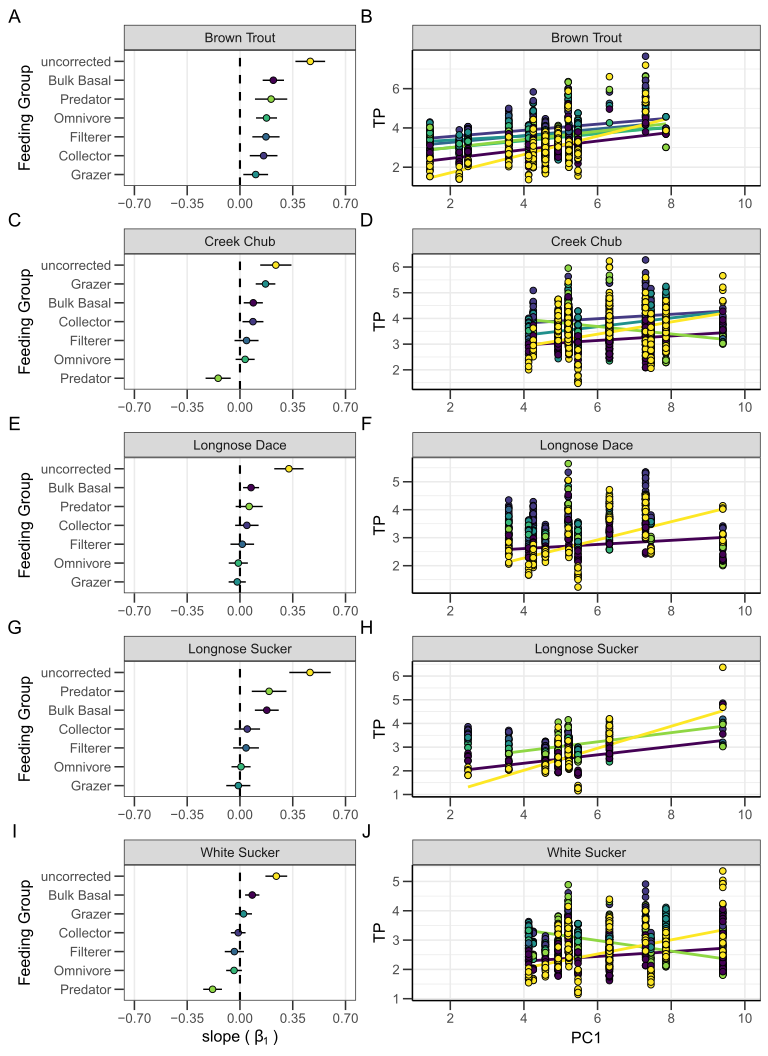 A
Brown Trout
Feeding Group
uncorrected
Bulk Basal
Predator
Omnivore
Filterer
Collector
Grazer
−0.70 −0.35 0.00 0.35 0.70
B
Brown Trout
TP
6
4
2
2 4 6 8 10
C
Creek Chub
Feeding Group
uncorrected
Grazer
Bulk Basal
Collector
Filterer
Omnivore
Predator
−0.70 −0.35 0.00 0.35 0.70
D
Creek Chub
TP
6
5
4
3
2
2 4 6 8 10
E
Longnose Dace
Feeding Group
uncorrected
Bulk Basal
Predator
Collector
Filterer
Omnivore
Grazer
−0.70 −0.35 0.00 0.35 0.70
F
Longnose Dace
TP
5
4
3
2
2 4 6 8 10
G
Longnose Sucker
Feeding Group
uncorrected
Predator
Bulk Basal
Collector
Filterer
Omnivore
Grazer
−0.70 −0.35 0.00 0.35 0.70
H
Longnose Sucker
TP
6
5
4
3
2
1
2 4 6 8 10
I
White Sucker
Feeding Group
uncorrected
Bulk Basal
Grazer
Collector
Filterer
Omnivore
Predator
−0.70 −0.35 0.00 0.35 0.70
slope ( β₁ )
J
White Sucker
TP
5
4
3
2
1
2 4 6 8 10
PC1